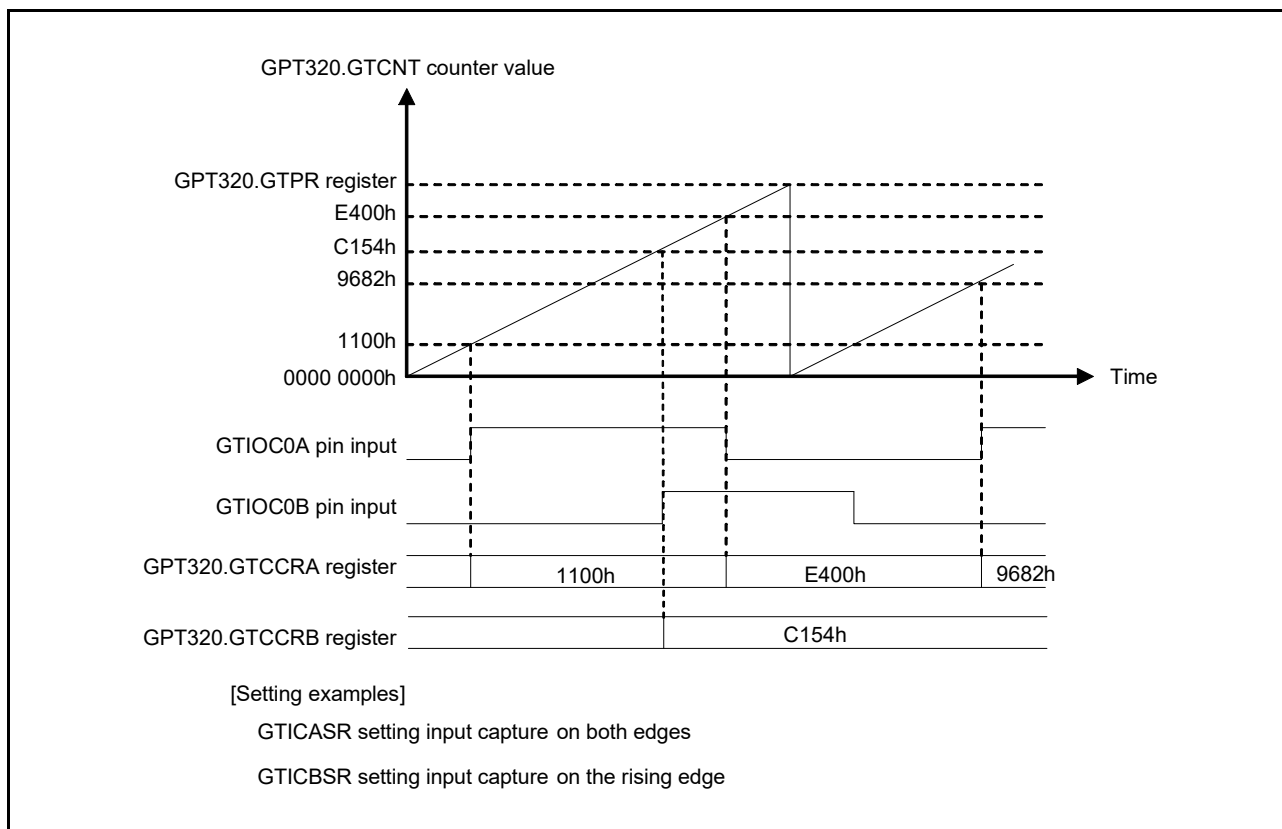 GPT320.GTCNT counter value
GPT320.GTPR register
E400h
C154h
9682h
1100h
0000 0000h
Time
GTIOC0A pin input
GTIOC0B pin input
GPT320.GTCCRA register
1100h
E400h
9682h
GPT320.GTCCRB register
C154h
[Setting examples]
GTICASR setting input capture on both edges
GTICBSR setting input capture on the rising edge